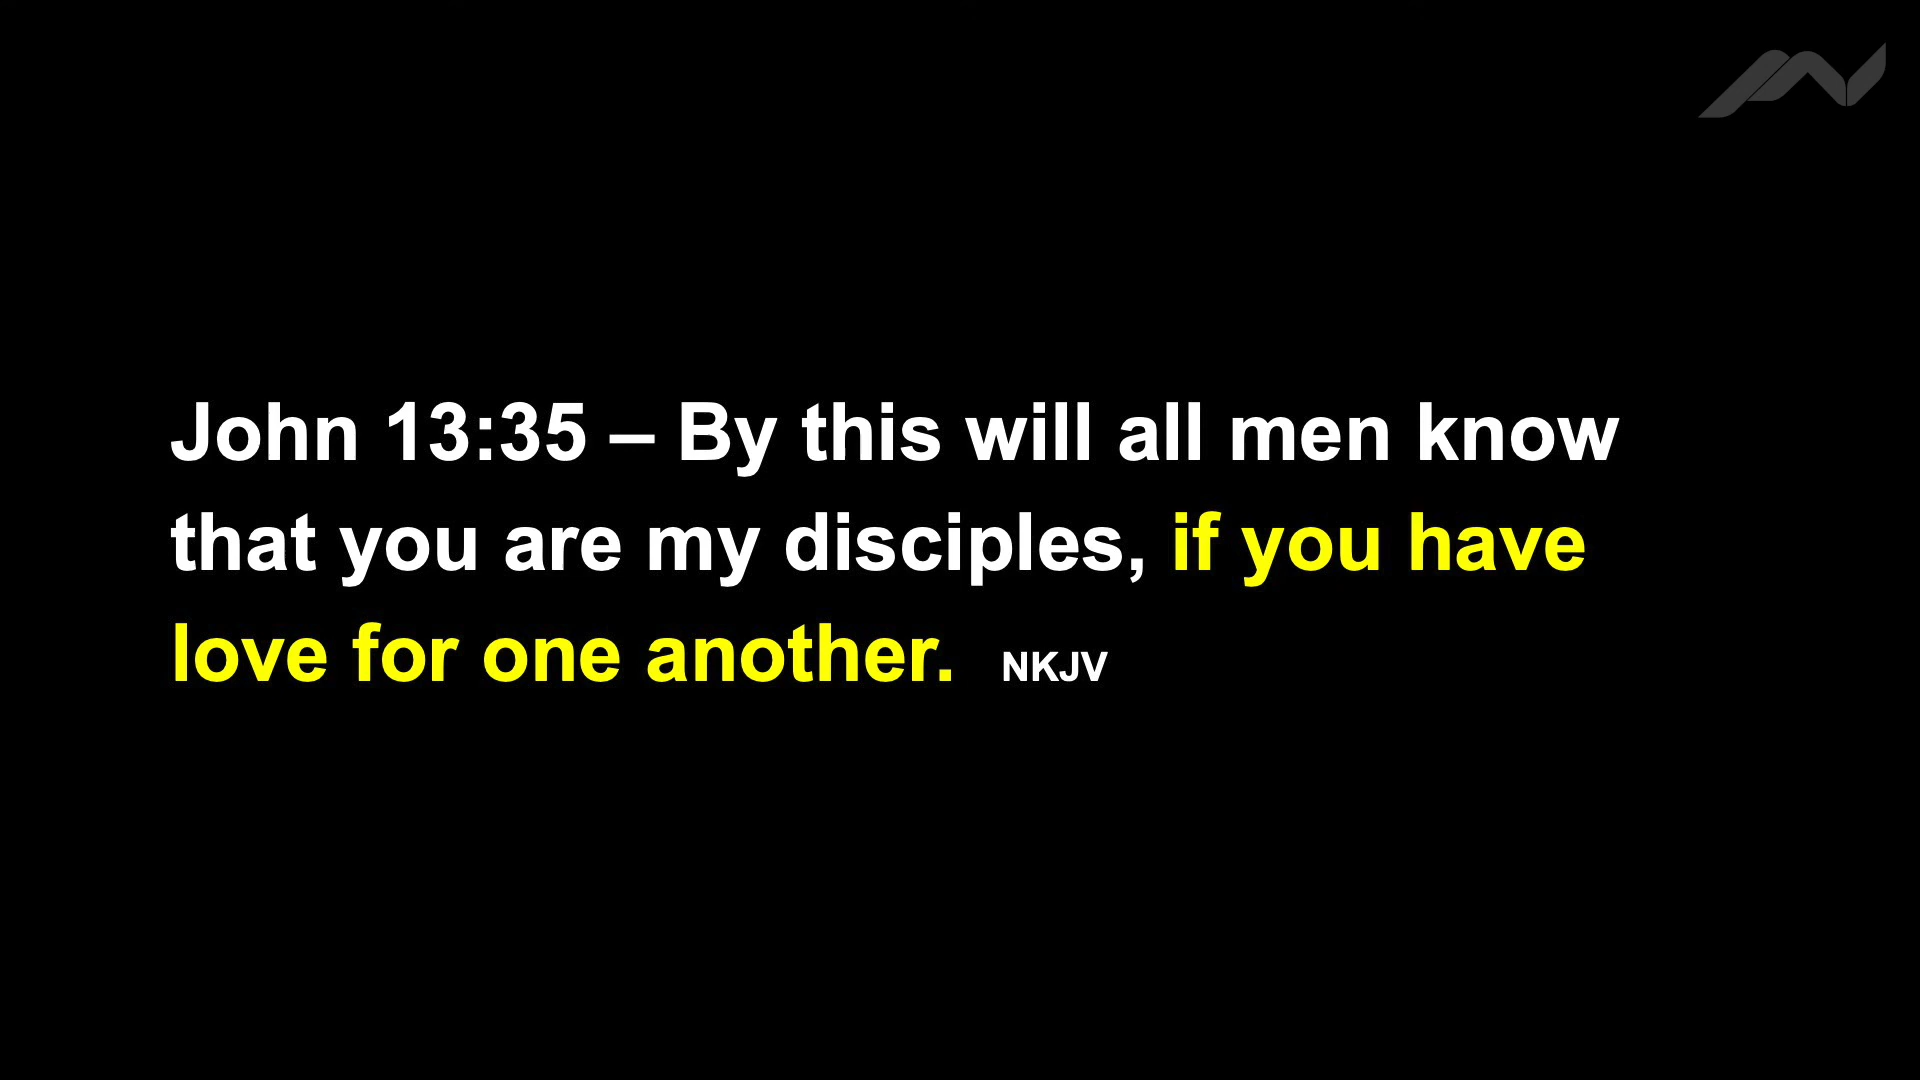 John 13:35 – By this will all men know
that you are my disciples, if you have
love for one another. NKJV